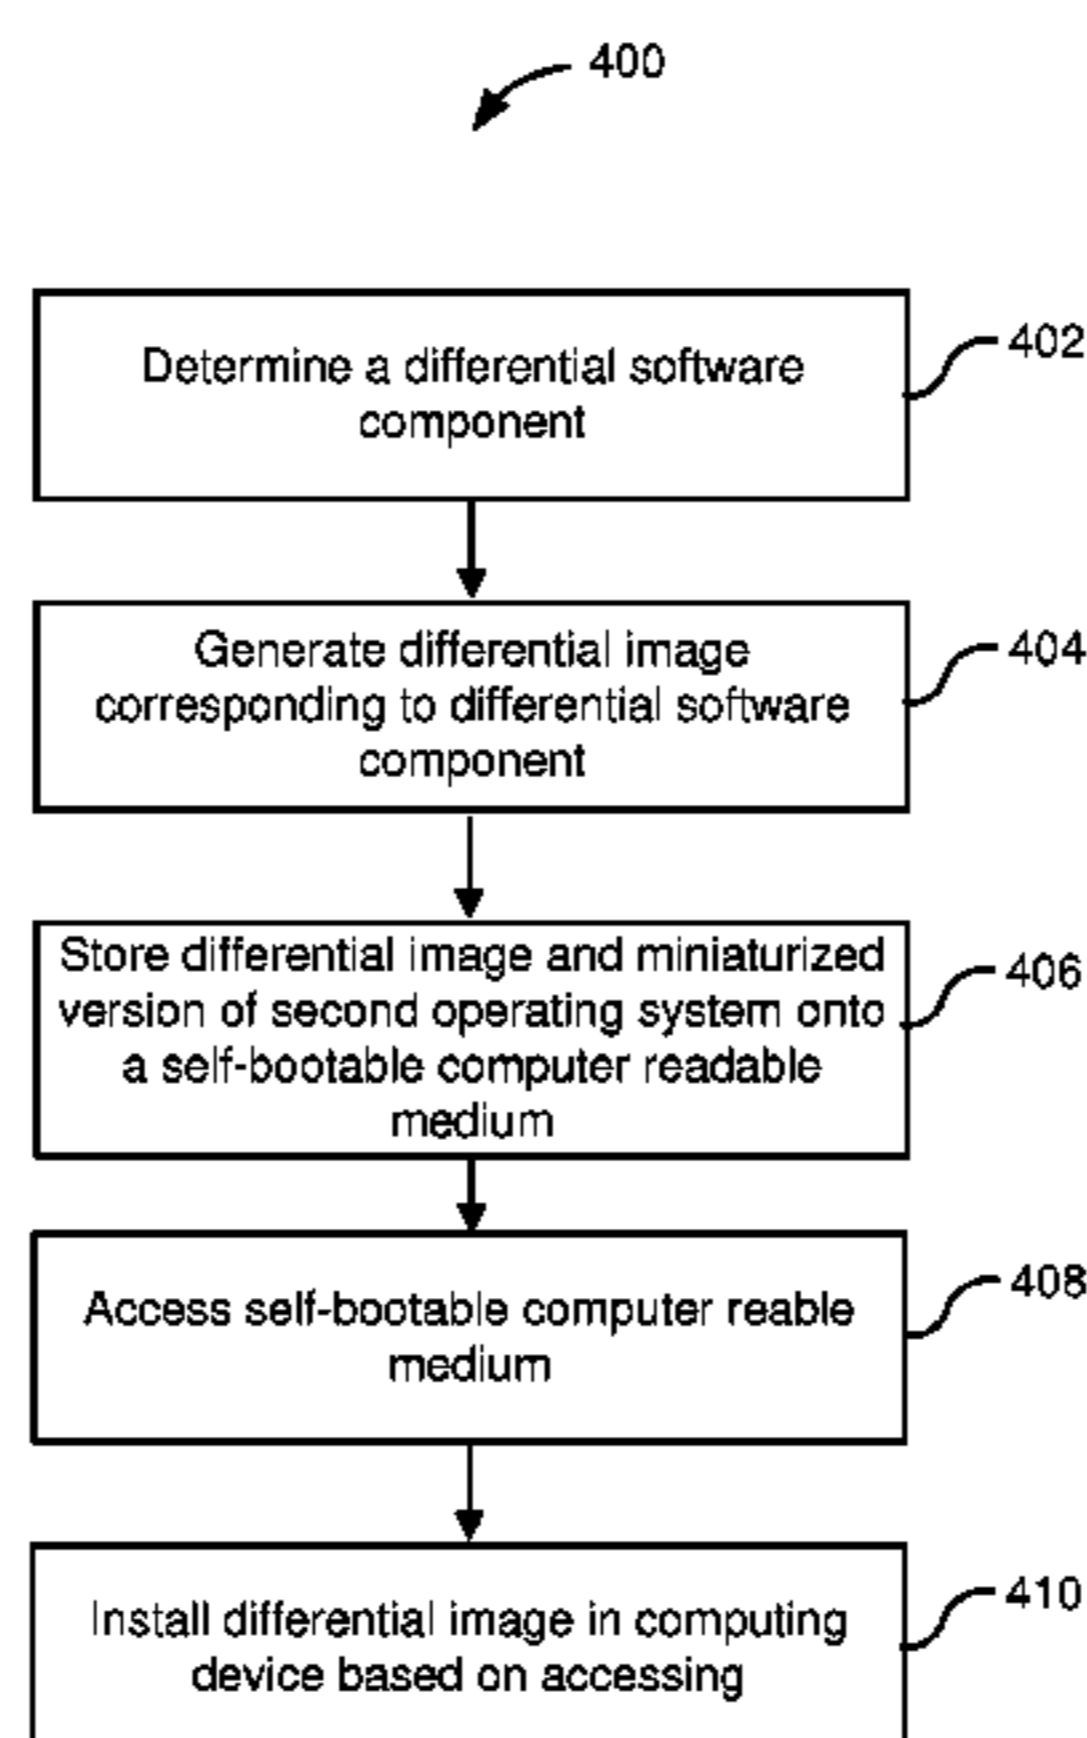 400
Determine a differential software
component
402
Generate differential image
corresponding to differential software
component
404
Store differential image and miniaturized
version of second operating system onto
a self-bootable computer readable
medium
406
Access self-bootable computer reable
medium
408
Install differential image in computing
device based on accessing
410